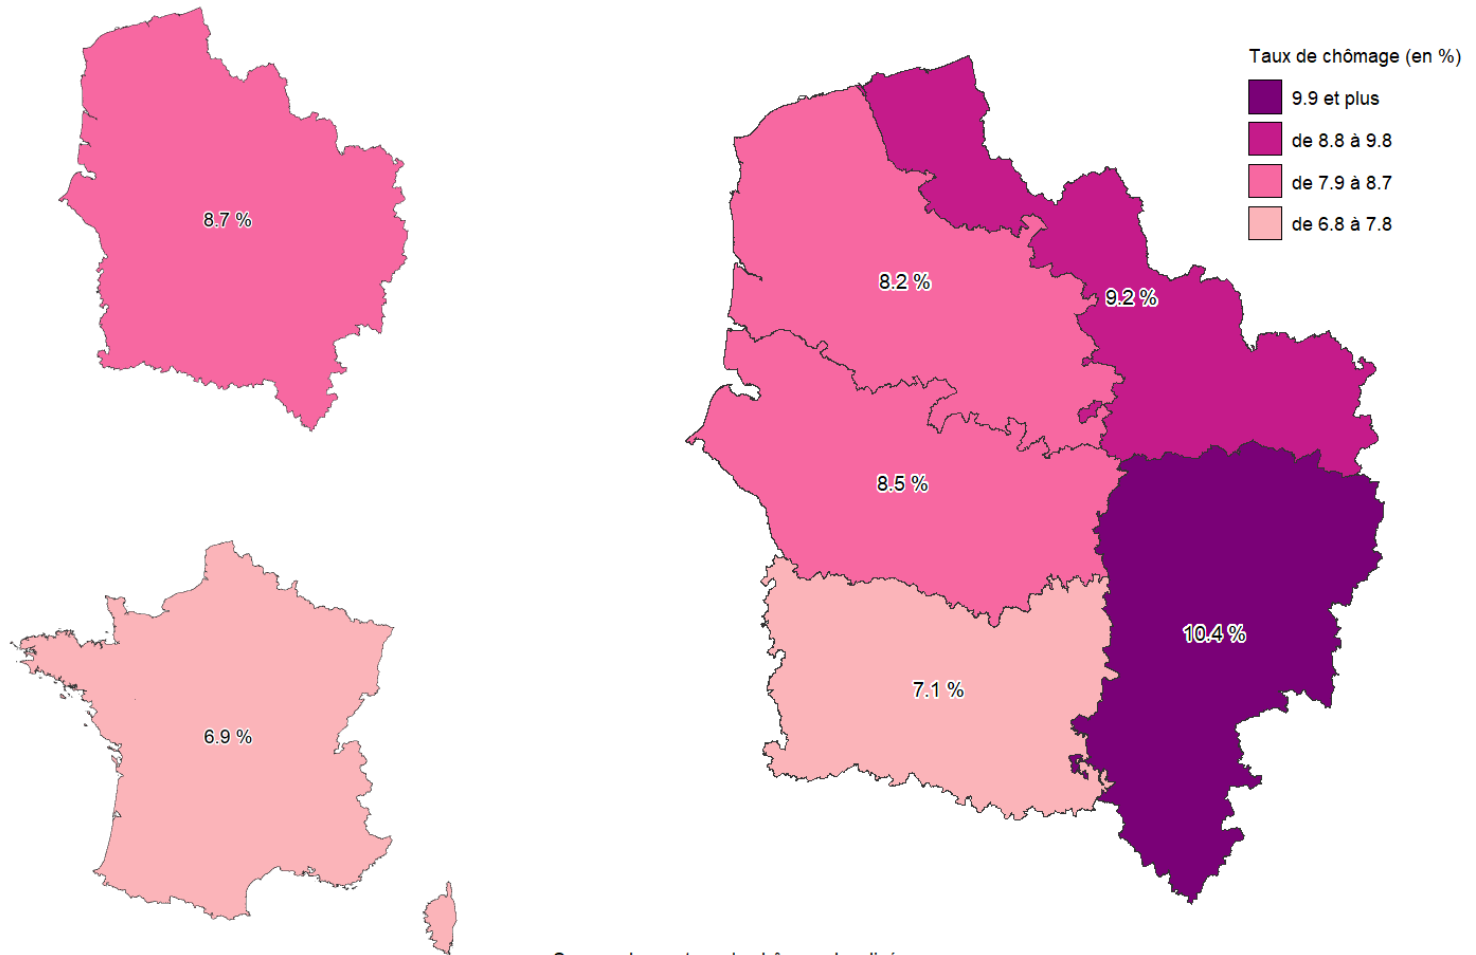 8.7 %
6.9 %
8.2 %
9.2 %
8.5 %
10.4 %
7.1 %
Taux de chômage (en %)
9.9 et plus
de 8.8 à 9.8
de 7.9 à 8.7
de 6.8 à 7.8